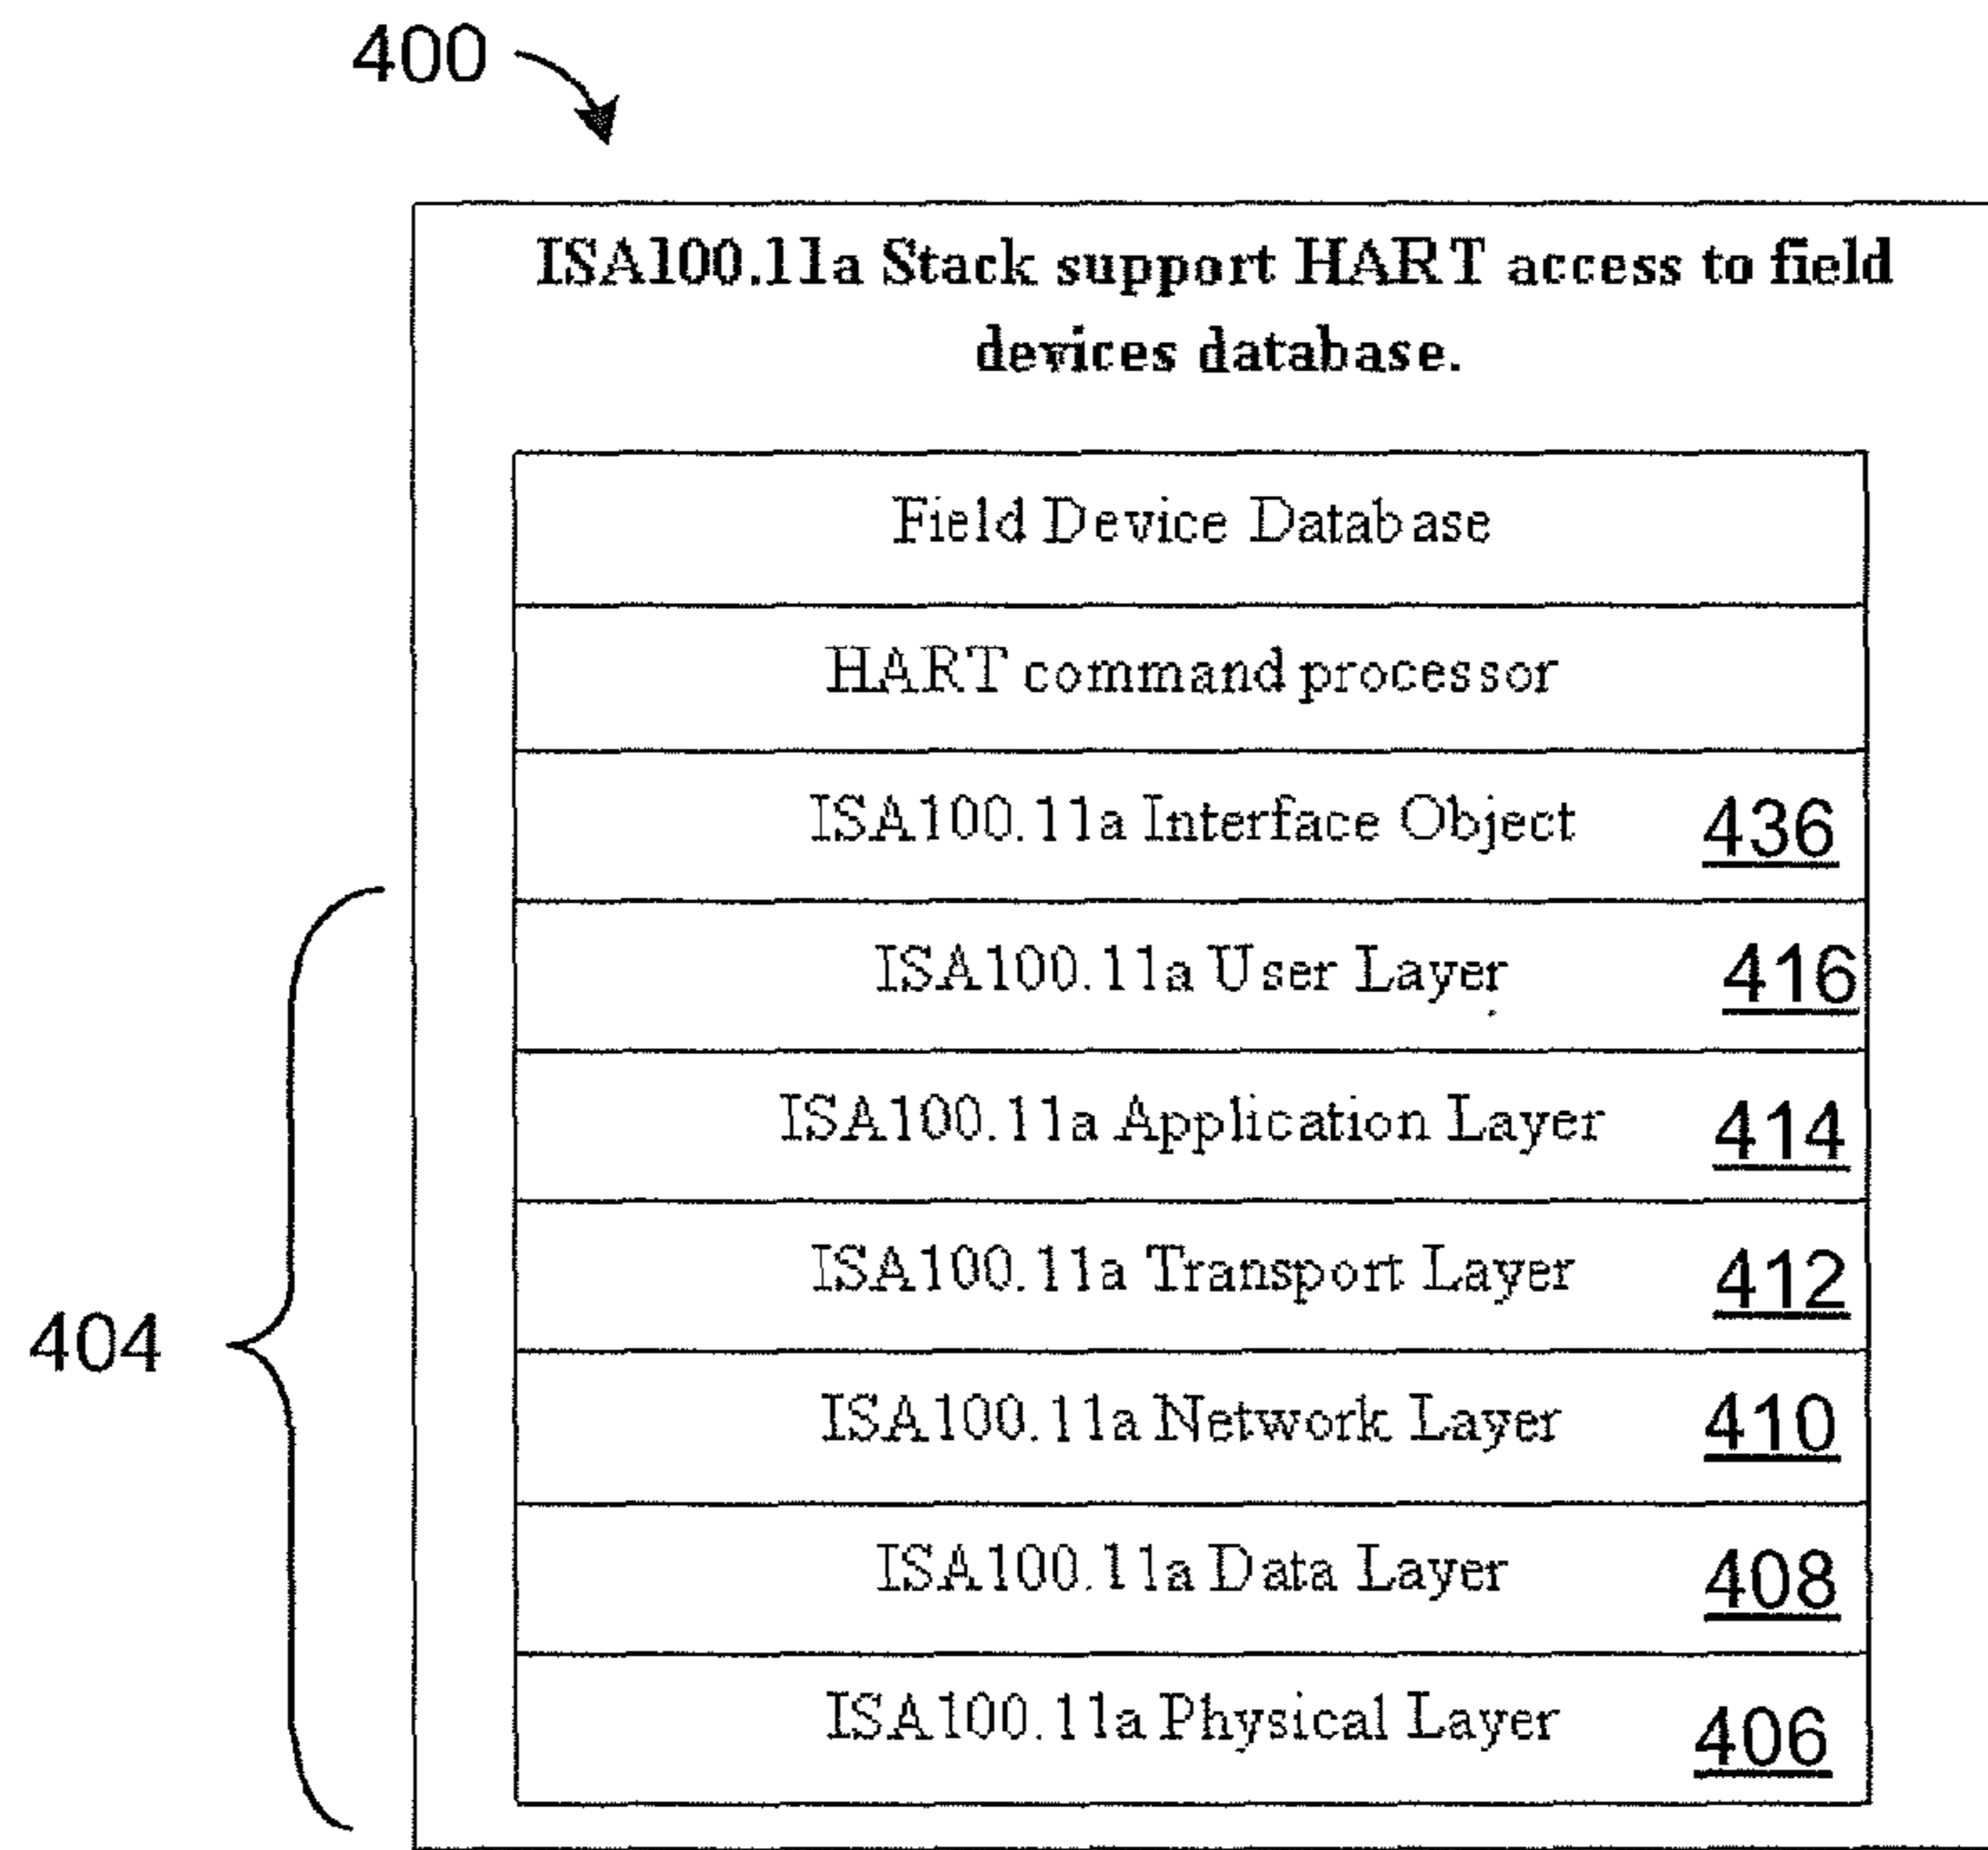 400
ISA100.11a Stack support HART access to field
devices database.
Field Device Database
HART command processor
ISA100.11a Interface Object 436
ISA100.11a User Layer 416
ISA100.11a Application Layer 414
ISA100.11a Transport Layer 412
404
ISA100.11a Network Layer 410
ISA100.11a Data Layer 408
ISA100.11a Physical Layer 406